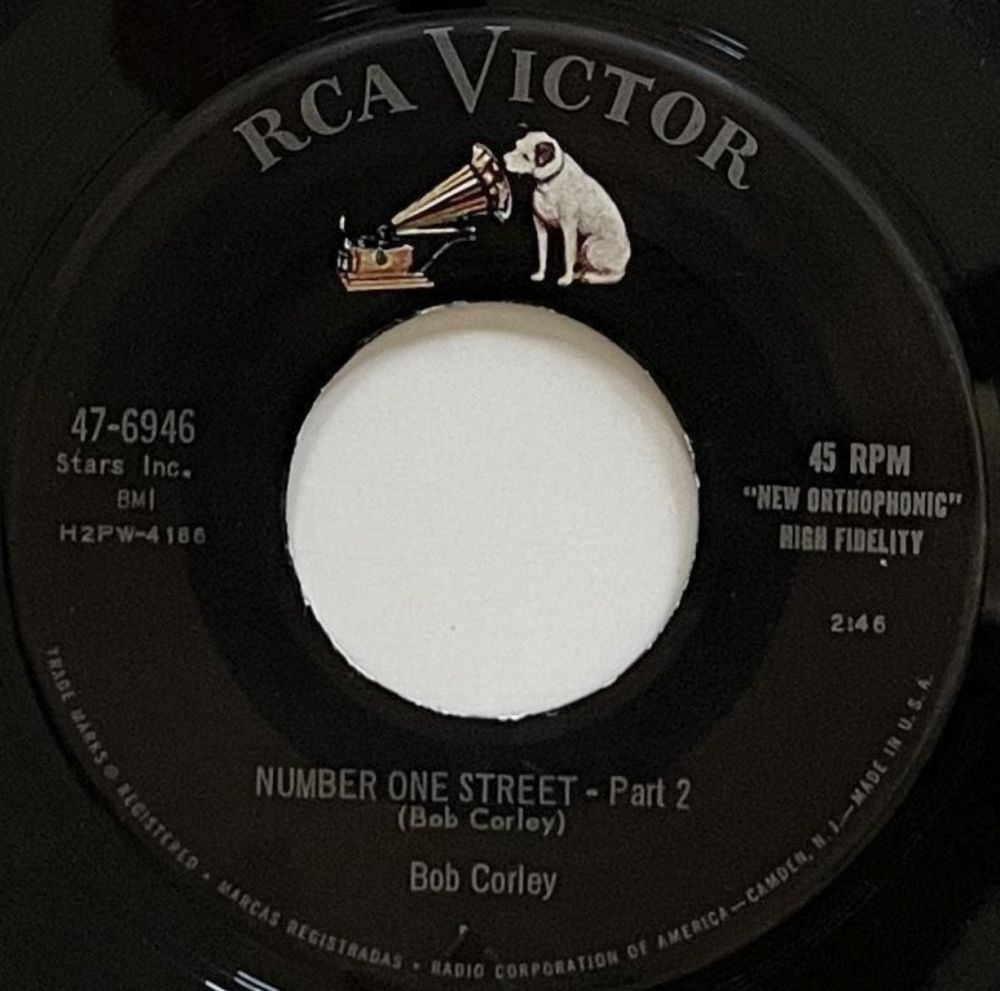 RCA VICTOR
47-6946
Stars Inc.
BMI
H2PW-4186
45 RPM
"NEW ORTHOPHONIC"
HIGH FIDELITY
2:46
NUMBER ONE STREET - Part 2
(Bob Corley)
Bob Corley
TRADE MARKS ® REGISTERED • MARCAS REGISTRADAS • RADIO CORPORATION OF AMERICA—CAMDEN, N. J.—MADE IN U. S. A.